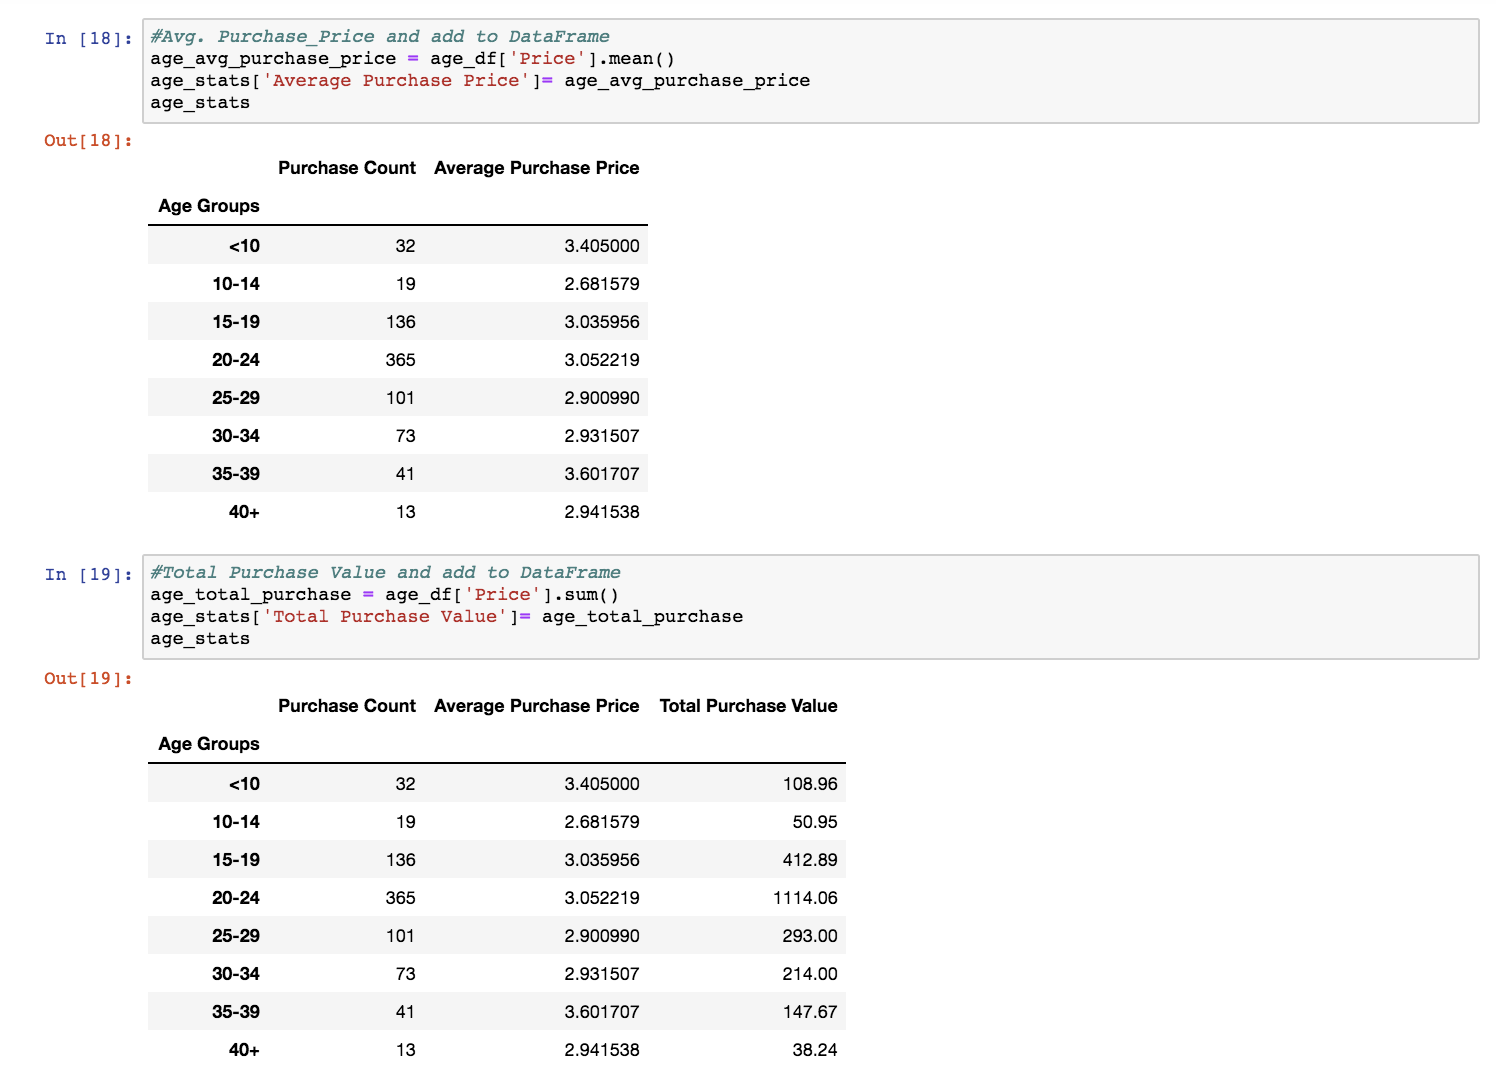 In [18]: #Avg. Purchase_Price and add to DataFrame
age_avg_purchase_price = age_df['Price'].mean()
age_stats['Average Purchase Price']= age_avg_purchase_price
age_stats
Out[18]:
Purchase Count Average Purchase Price
Age Groups
<10 32 3.405000
10-14 19 2.681579
15-19 136 3.035956
20-24 365 3.052219
25-29 101 2.900990
30-34 73 2.931507
35-39 41 3.601707
40+ 13 2.941538
In [19]: #Total Purchase Value and add to DataFrame
age_total_purchase = age_df['Price'].sum()
age_stats['Total Purchase Value']= age_total_purchase
age_stats
Out[19]:
Purchase Count Average Purchase Price Total Purchase Value
Age Groups
<10 32 3.405000 108.96
10-14 19 2.681579 50.95
15-19 136 3.035956 412.89
20-24 365 3.052219 1114.06
25-29 101 2.900990 293.00
30-34 73 2.931507 214.00
35-39 41 3.601707 147.67
40+ 13 2.941538 38.24